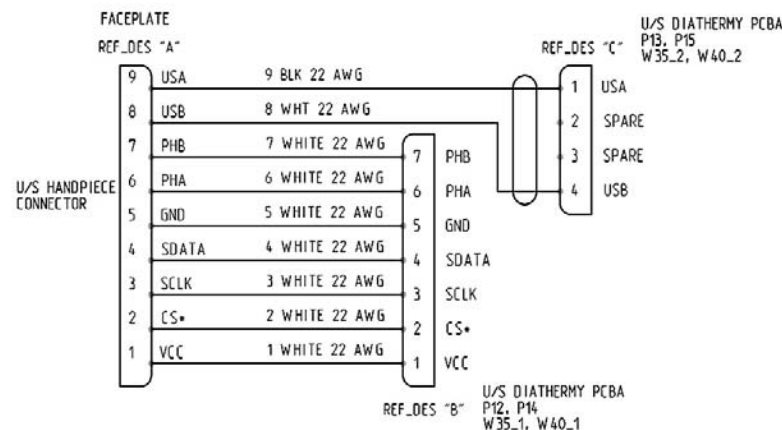 FACEPLATE
REF_DES "A"
U/S HANDPIECE
CONNECTOR
9 USA 9 BLK 22 AWG
8 USB 8 WHT 22 AWG
7 PHB 7 WHITE 22 AWG
6 PHA 6 WHITE 22 AWG
5 GND 5 WHITE 22 AWG
4 SDATA 4 WHITE 22 AWG
3 SCLK 3 WHITE 22 AWG
2 CS* 2 WHITE 22 AWG
1 VCC 1 WHITE 22 AWG
7 PHB
6 PHA
5 GND
4 SDATA
3 SCLK
2 CS*
1 VCC
REF_DES "B"
U/S DIATHERMY PCBA
P12, P14
W35_1, W40_1
U/S DIATHERMY PCBA
P13, P15
W35_2, W40_2
REF_DES "C"
1 USA
2 SPARE
3 SPARE
4 USB